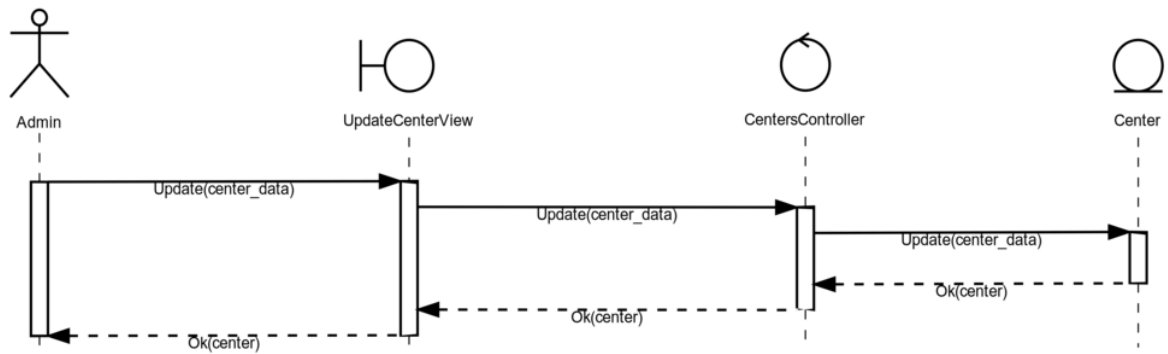 Admin
UpdateCenterView
CentersController
Center
Update(center_data)
Update(center_data)
Update(center_data)
Ok(center)
Ok(center)
Ok(center)